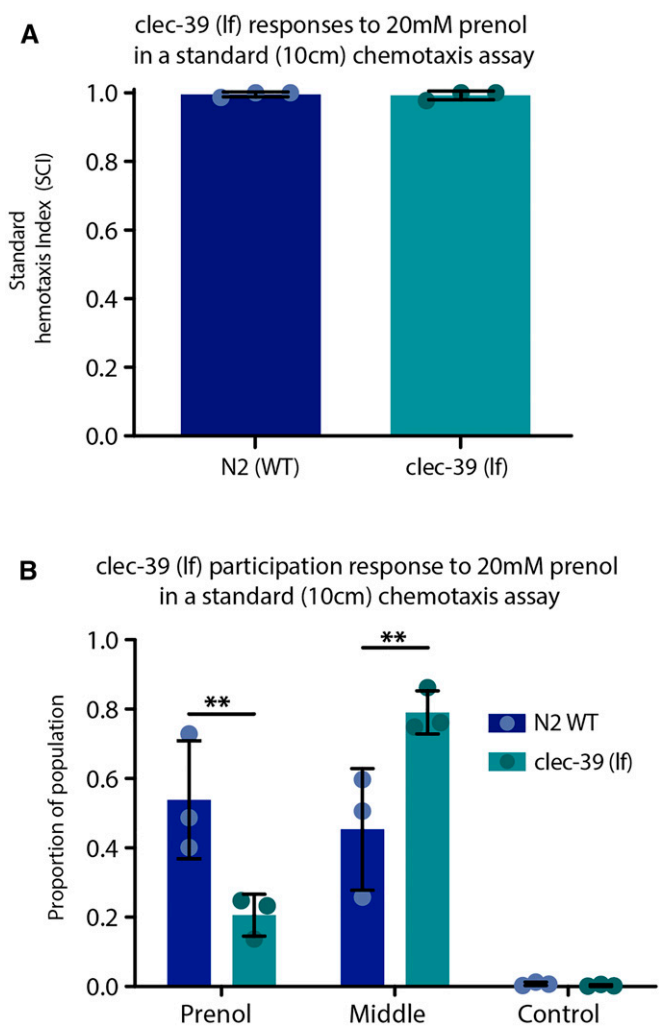 A
clec-39 (lf) responses to 20mM prenol
in a standard (10cm) chemotaxis assay
Standard
hemotaxis Index (SCI)
1.0
0.8
0.6
0.4
0.2
0.0
N2 (WT)
clec-39 (lf)
B
clec-39 (lf) participation response to 20mM prenol
in a standard (10cm) chemotaxis assay
Proportion of population
1.0
0.8
0.6
0.4
0.2
0.0
**
**
N2 WT
clec-39 (lf)
Prenol
Middle
Control